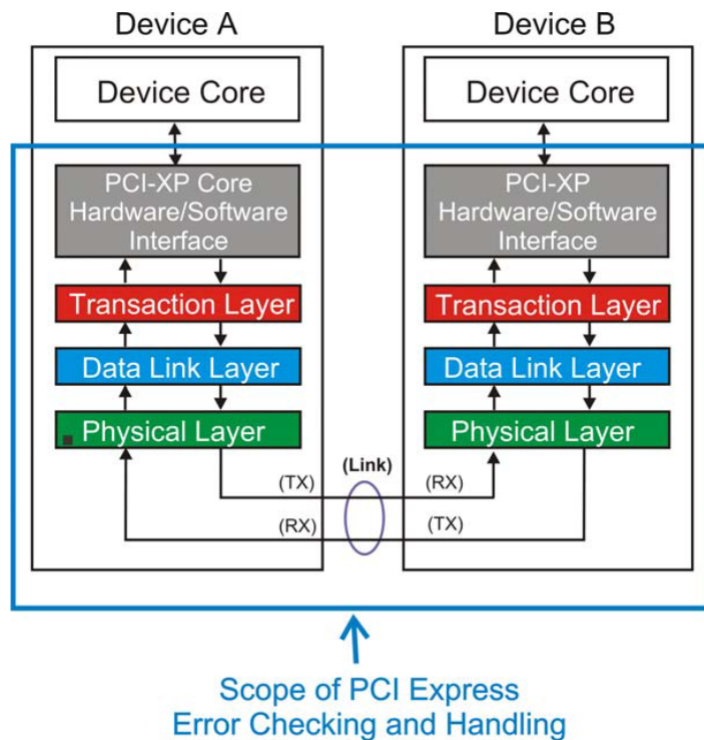 Device A
Device B
Device Core
Device Core
PCI-XP Core
Hardware/Software
Interface
PCI-XP
Hardware/Software
Interface
Transaction Layer
Transaction Layer
Data Link Layer
Data Link Layer
Physical Layer
Physical Layer
(Link)
(TX)
(RX)
(RX)
(TX)
Scope of PCI Express
Error Checking and Handling